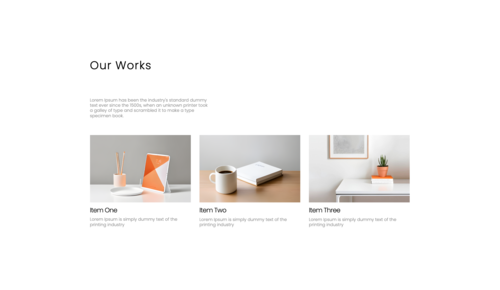 Our Works
Lorem Ipsum has been the industry's standard dummy
text ever since the 1500s, when an unknown printer took
a galley of type and scrambled it to make a type
specimen book.
Item One
Lorem Ipsum is simply dummy text of the
printing industry
Item Two
Lorem Ipsum is simply dummy text of the
printing industry
Item Three
Lorem Ipsum is simply dummy text of the
printing industry